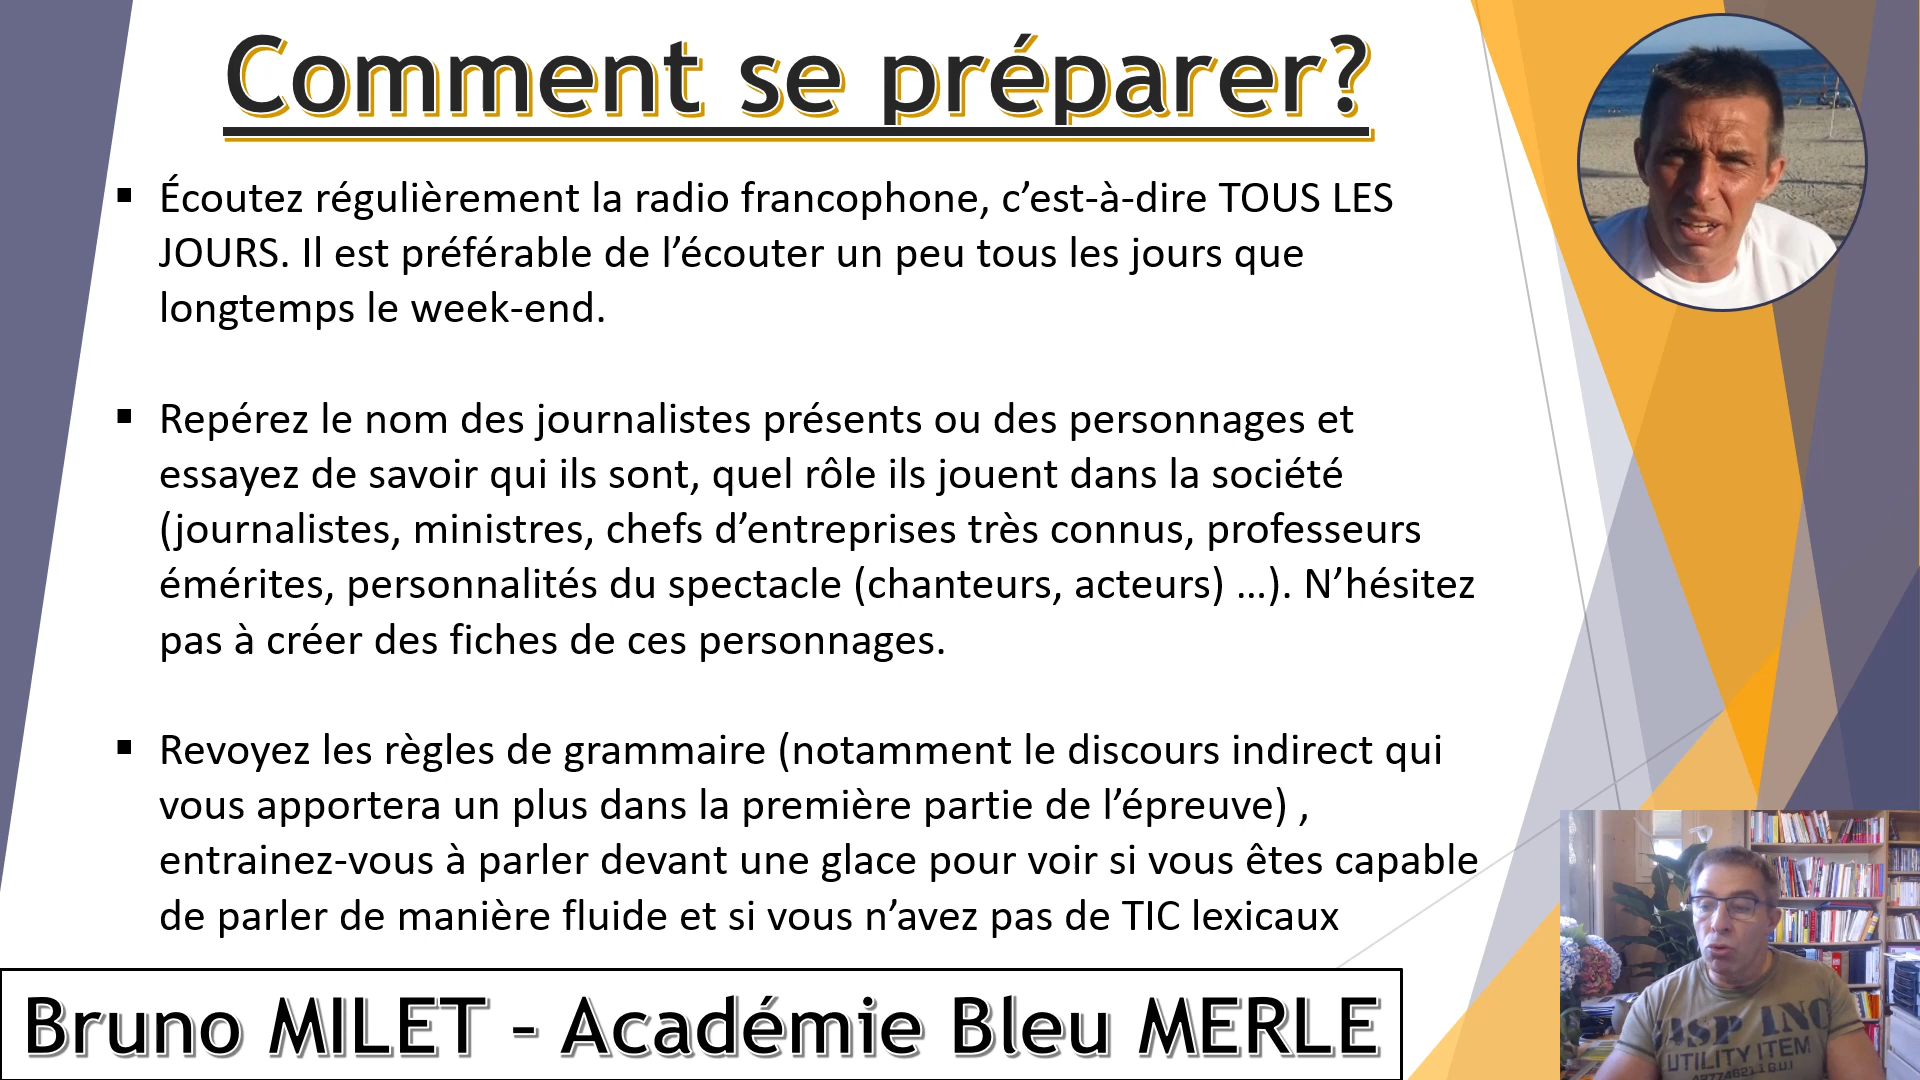 Comment se préparer?
▪ Écoutez régulièrement la radio francophone, c’est-à-dire TOUS LES
JOURS. Il est préférable de l’écouter un peu tous les jours que
longtemps le week-end.
▪ Repérez le nom des journalistes présents ou des personnages et
essayez de savoir qui ils sont, quel rôle ils jouent dans la société
(journalistes, ministres, chefs d’entreprises très connus, professeurs
émérites, personnalités du spectacle (chanteurs, acteurs) …). N’hésitez
pas à créer des fiches de ces personnages.
▪ Revoyez les règles de grammaire (notamment le discours indirect qui
vous apportera un plus dans la première partie de l’épreuve) ,
entrainez-vous à parler devant une glace pour voir si vous êtes capable
de parler de manière fluide et si vous n’avez pas de TIC lexicaux
Bruno MILET - Académie Bleu MERLE
UTILITY ITEM